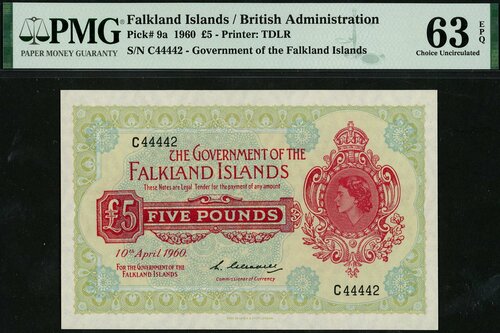 PMG
PAPER MONEY GUARANTY
Falkland Islands / British Administration
Pick# 9a 1960 £5 - Printer: TDLR
S/N C44442 - Government of the Falkland Islands
63 EPQ
Choice Uncirculated
C44442
THE GOVERNMENT OF THE
FALKLAND ISLANDS
These Notes are Legal Tender for the payment of any amount
£5 FIVE POUNDS
10th April 1960.
FOR THE GOVERNMENT OF THE
FALKLAND ISLANDS
Commissioner of Currency
C44442